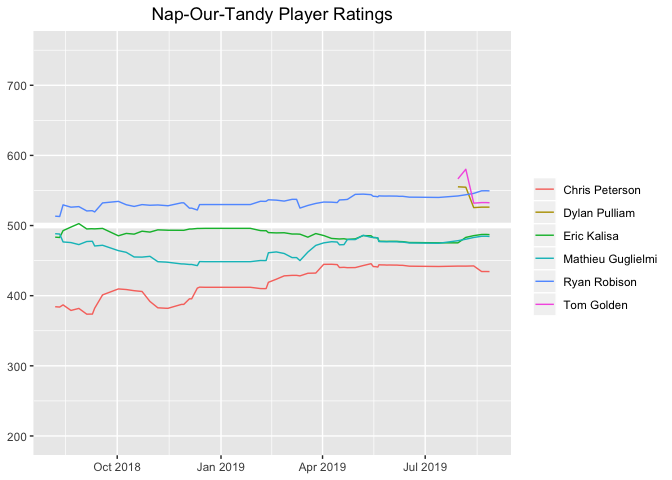 Nap-Our-Tandy Player Ratings
700
600
500
400
300
200
Oct 2018
Jan 2019
Apr 2019
Jul 2019
Chris Peterson
Dylan Pulliam
Eric Kalisa
Mathieu Guglielmi
Ryan Robison
Tom Golden